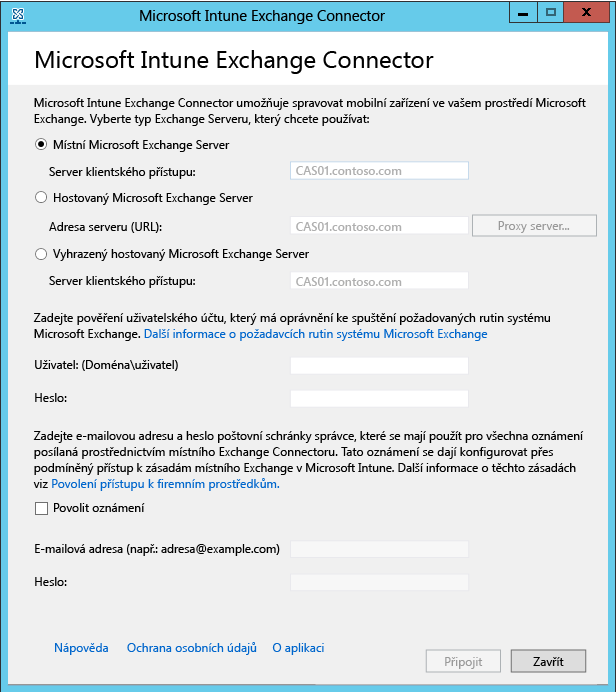 Microsoft Intune Exchange Connector
X
Microsoft Intune Exchange Connector
Microsoft Intune Exchange Connector umožňuje spravovat mobilní zařízení ve vašem prostředí Microsoft
Exchange. Vyberte typ Exchange Serveru, který chcete používat:
Místní Microsoft Exchange Server
Server klientského přístupu: CAS01.contoso.com
Hostovaný Microsoft Exchange Server
Adresa serveru (URL): CAS01.contoso.com Proxy server...
Vyhrazený hostovaný Microsoft Exchange Server
Server klientského přístupu: CAS01.contoso.com
Zadejte pověření uživatelského účtu, který má oprávnění ke spuštění požadovaných rutin systému
Microsoft Exchange. Další informace o požadavcích rutin systému Microsoft Exchange
Uživatel: (Doména\uživatel)
Heslo:
Zadejte e-mailovou adresu a heslo poštovní schránky správce, které se mají použít pro všechna oznámení
posílaná prostřednictvím místního Exchange Connectoru. Tato oznámení se dají konfigurovat přes
podmíněný přístup k zásadám místního Exchange v Microsoft Intune. Další informace o těchto zásadách
viz Povolení přístupu k firemním prostředkům.
Povolit oznámení
E-mailová adresa (např.: adresa@example.com)
Heslo:
Nápověda Ochrana osobních údajů O aplikaci
Připojit Zavřít